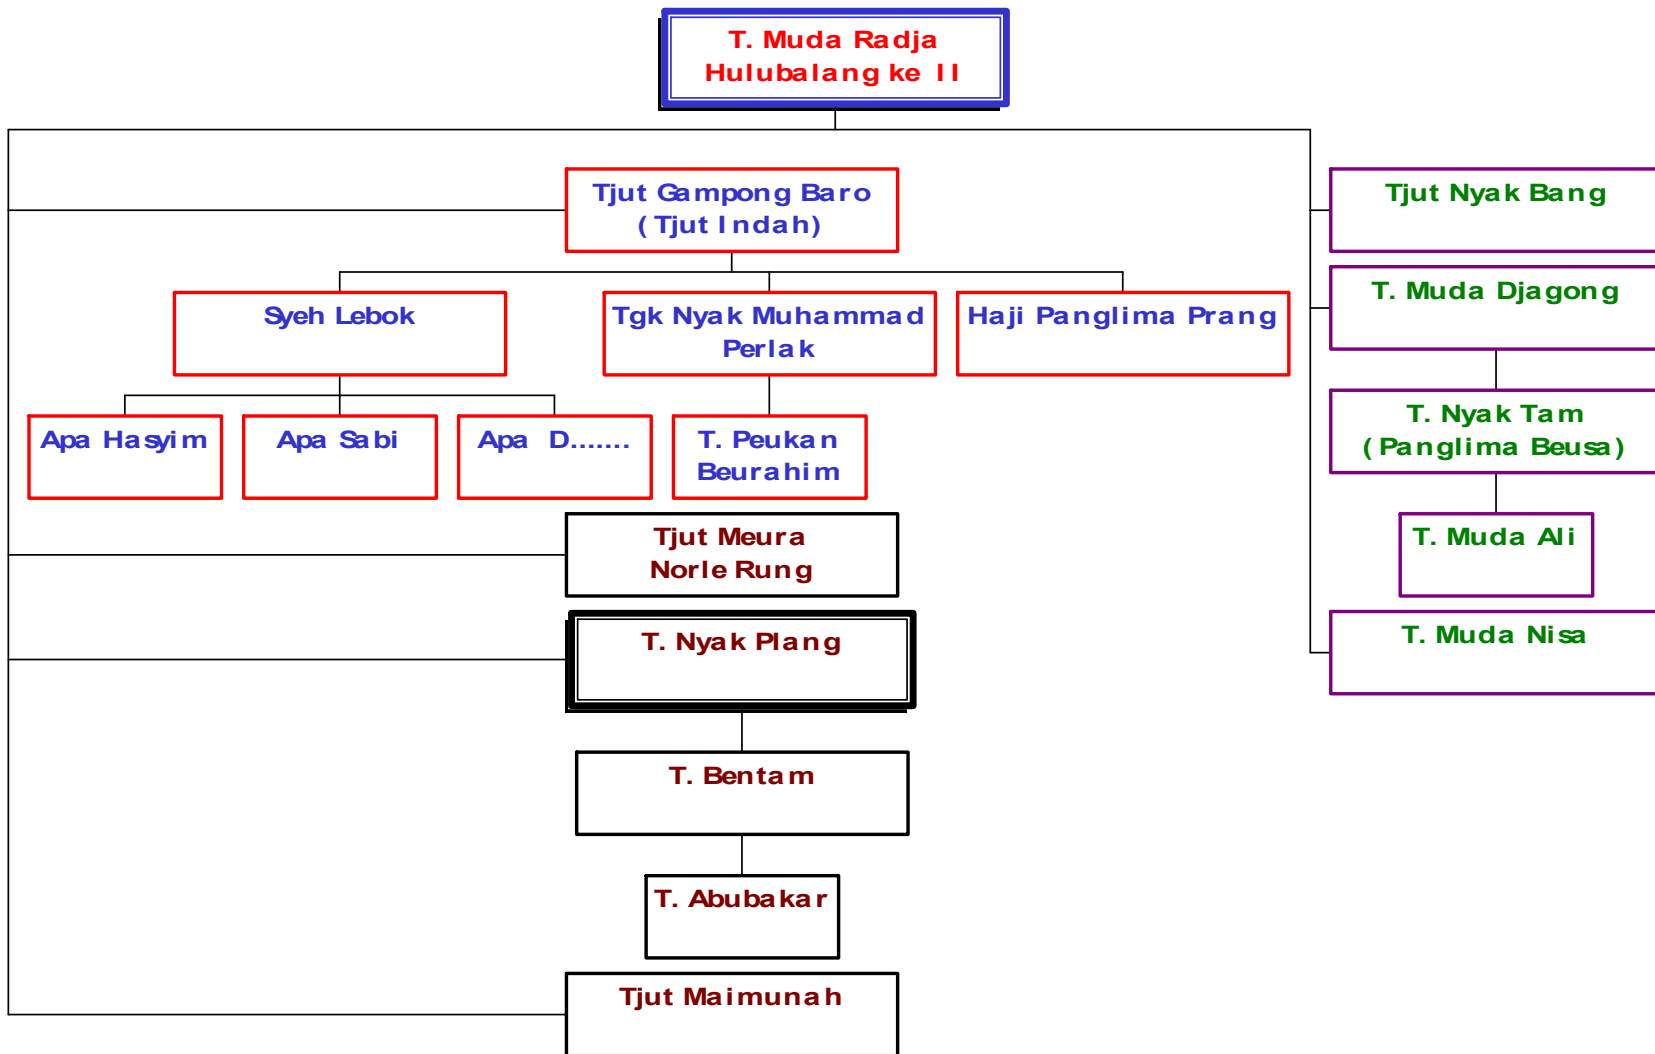 T. Muda Radja
Hulubalang ke II
Tjut Gampong Baro
(Tjut Indah)
Tjut Nyak Bang
T. Muda Djagong
Syeh Lebok
Tgk Nyak Muhammad
Perlak
Haji Panglima Prang
T. Nyak Tam
(Panglima Beusa)
Apa Hasyim
Apa Sabi
Apa D.......
T. Peukan
Beurahim
T. Muda Ali
Tjut Meura
Norle Rung
T. Nyak Plang
T. Muda Nisa
T. Bentam
T. Abubakar
Tjut Maimunah